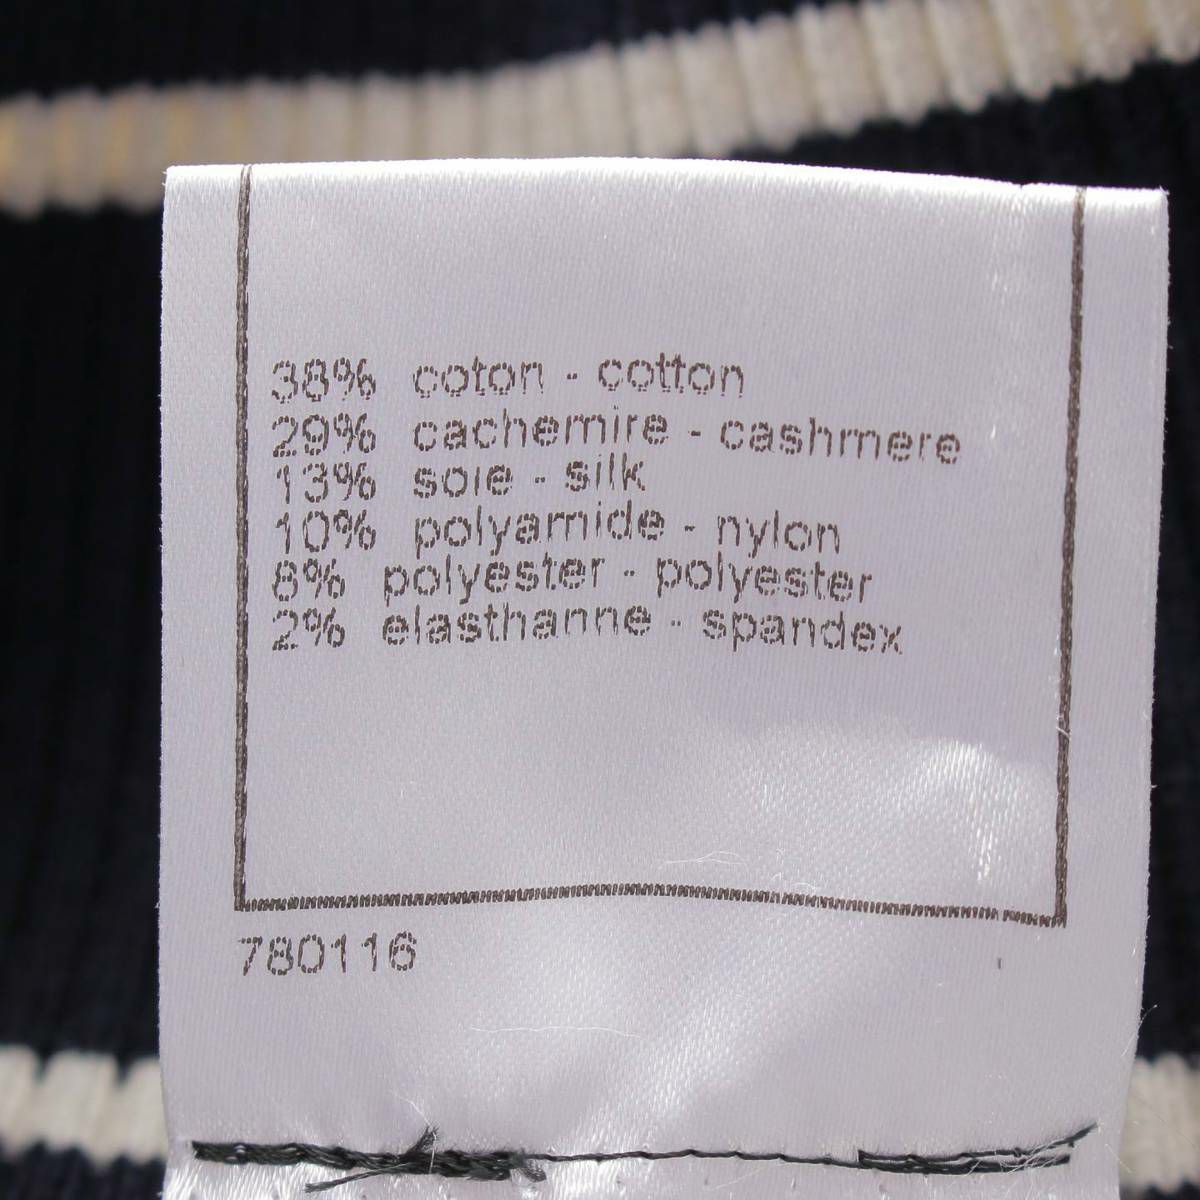 38% coton - cotton
29% cachemire - cashmere
13% soie - silk
10% polyamide - nylon
8% polyester - polyester
2% elasthanne - spandex
780116